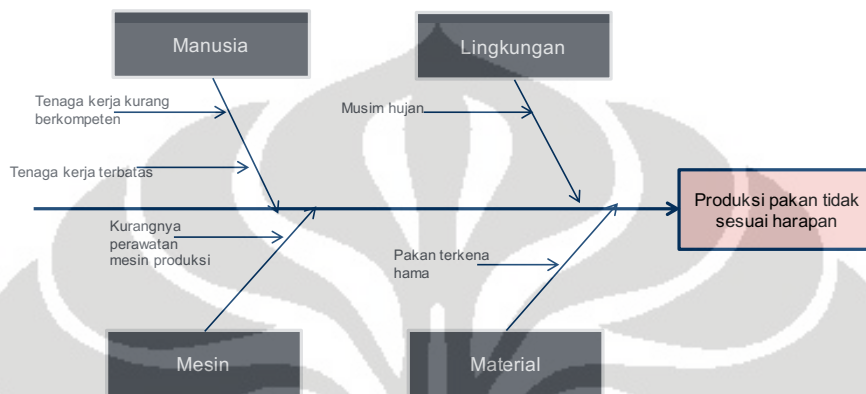 Manusia
Lingkungan
Tenaga kerja kurang
berkompeten
Musim hujan
Tenaga kerja terbatas
Produksi pakan tidak
sesuai harapan
Kurangnya
perawatan
mesin produksi
Pakan terkena
hama
Mesin
Material